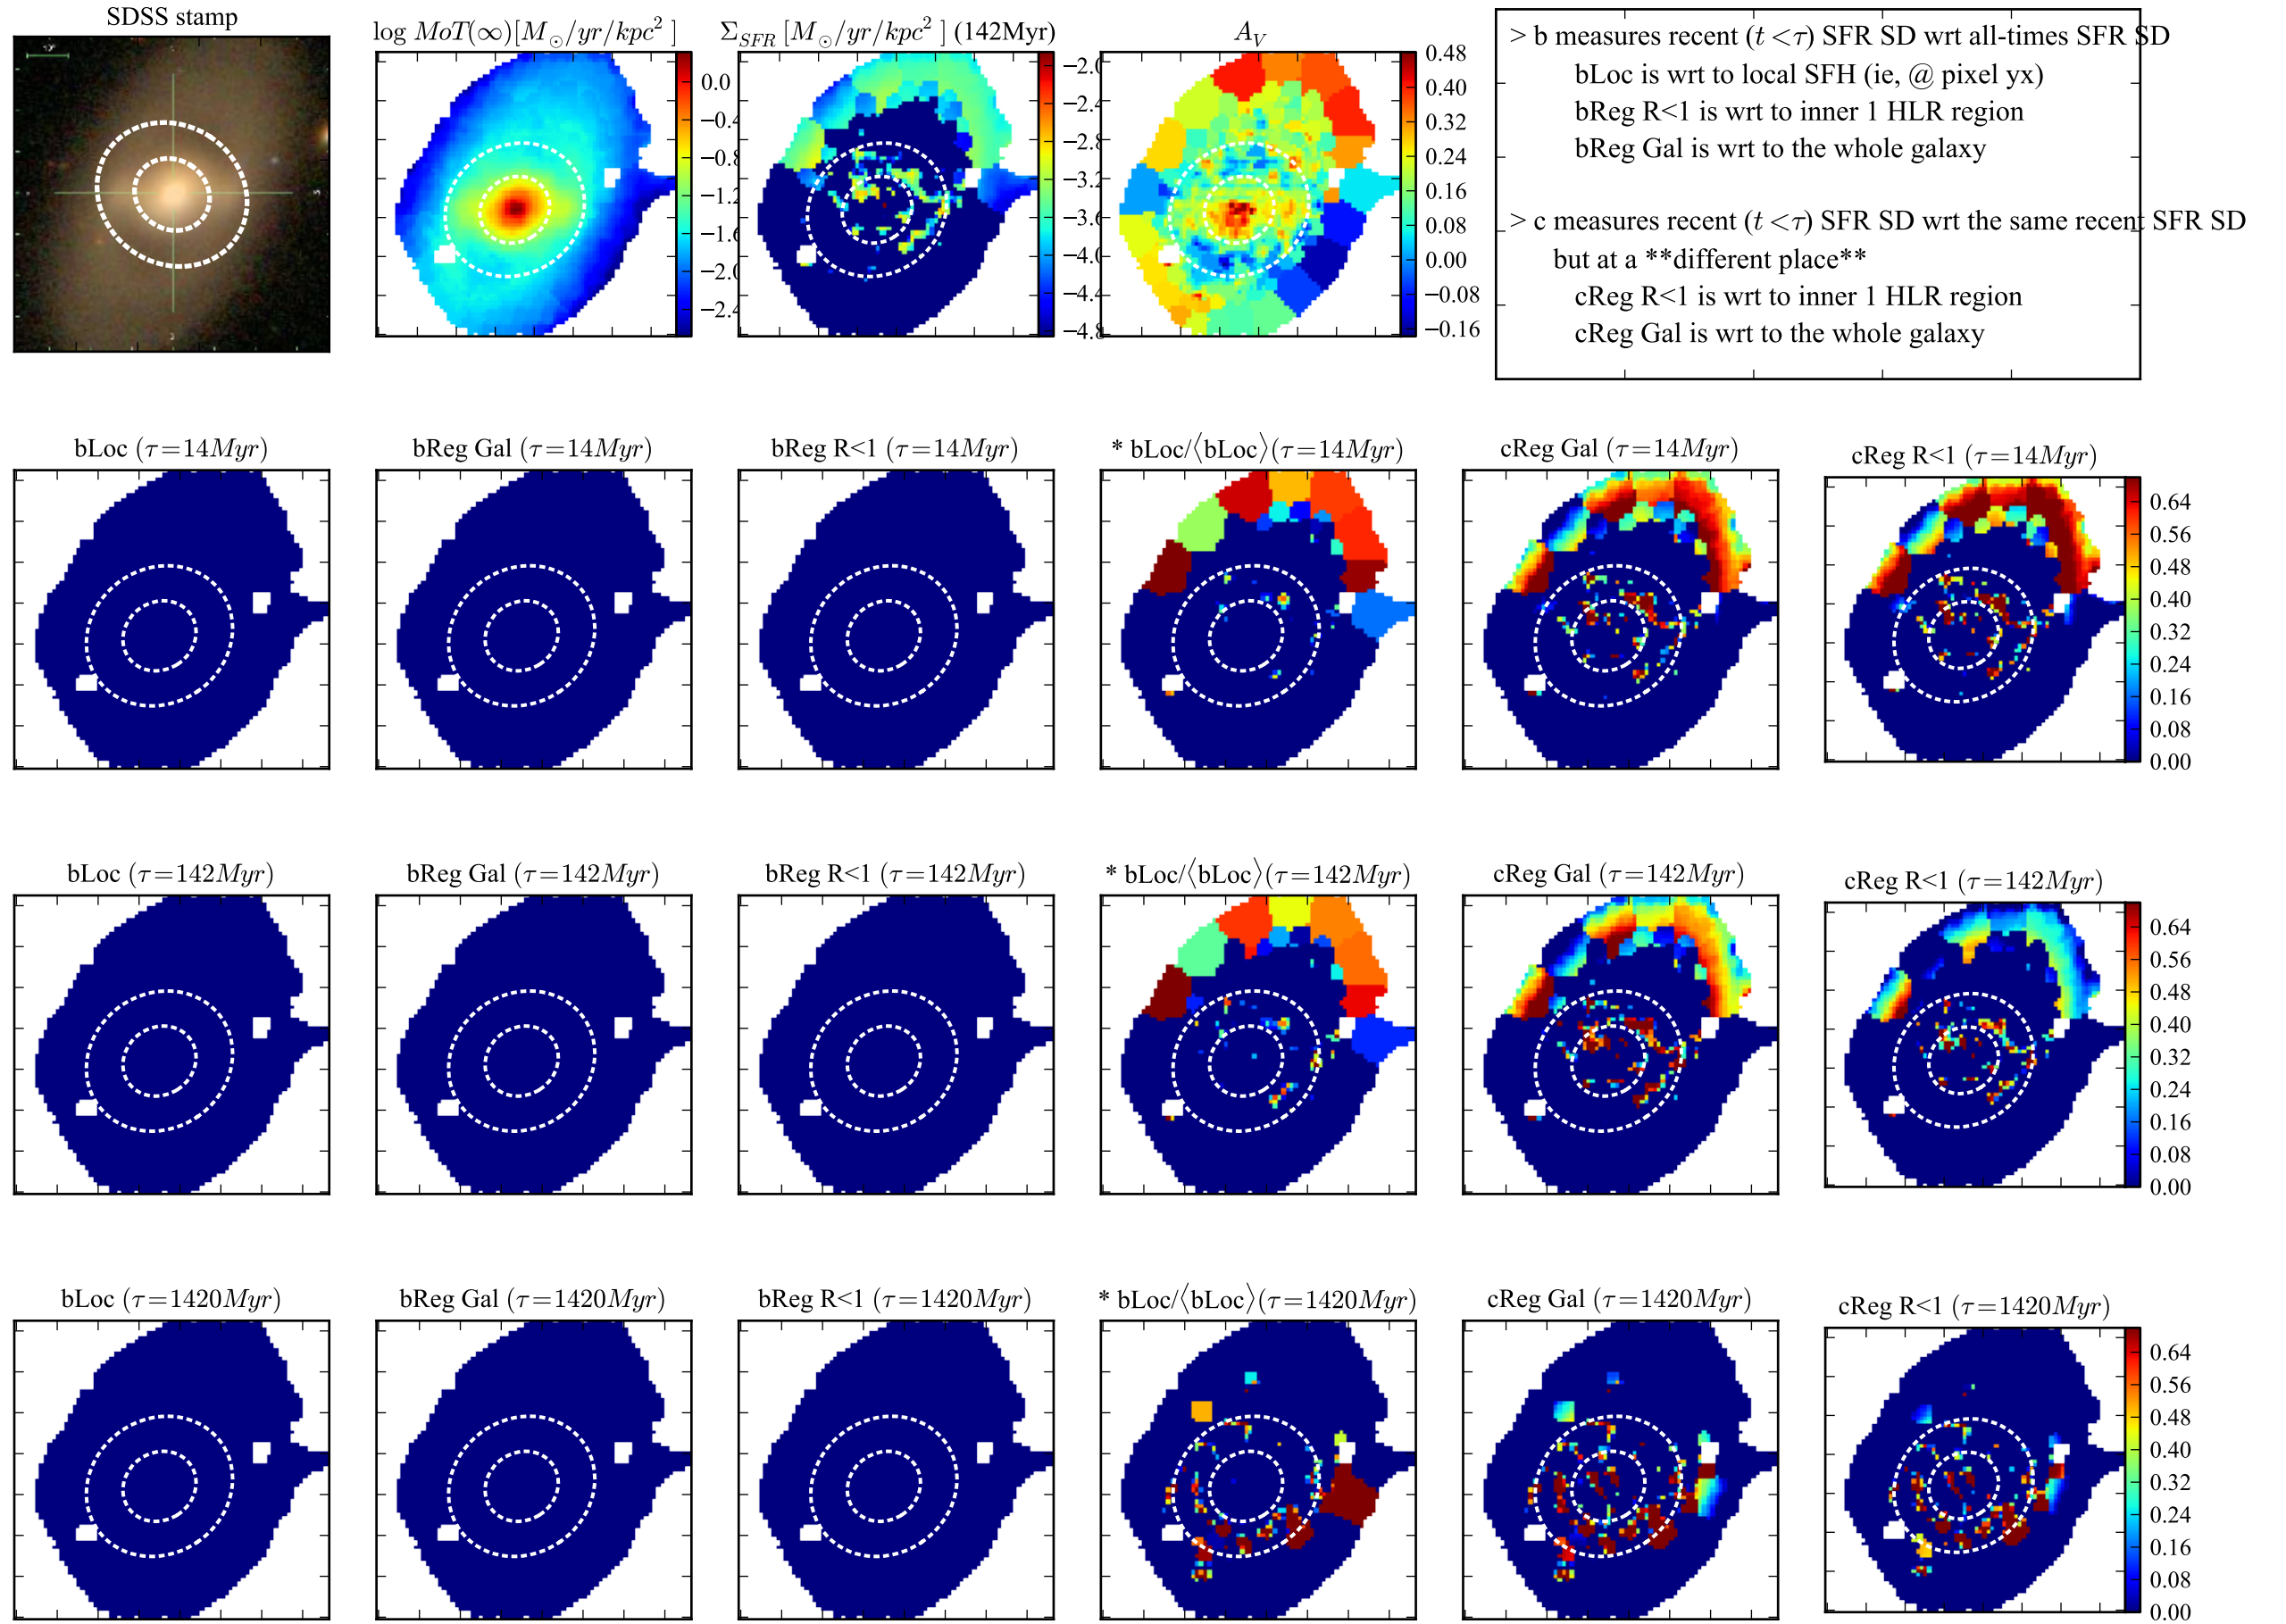 SDSS stamp
log MoT(∞)[M⊙/yr/kpc² ]
Σ_SFR [M⊙/yr/kpc² ] (142Myr)
A_V
0.0
−0.4
−0.8
−1.2
−1.6
−2.0
−2.4
−2.0
−2.4
−2.8
−3.2
−3.6
−4.0
−4.4
−4.8
0.48
0.40
0.32
0.24
0.16
0.08
0.00
−0.08
−0.16
> b measures recent (t <τ) SFR SD wrt all-times SFR SD
bLoc is wrt to local SFH (ie, @ pixel yx)
bReg R<1 is wrt to inner 1 HLR region
bReg Gal is wrt to the whole galaxy
> c measures recent (t <τ) SFR SD wrt the same recent SFR SD
but at a **different place**
cReg R<1 is wrt to inner 1 HLR region
cReg Gal is wrt to the whole galaxy
bLoc (τ=14Myr)
bReg Gal (τ=14Myr)
bReg R<1 (τ=14Myr)
* bLoc/⟨bLoc⟩(τ=14Myr)
cReg Gal (τ=14Myr)
cReg R<1 (τ=14Myr)
0.64
0.56
0.48
0.40
0.32
0.24
0.16
0.08
0.00
bLoc (τ=142Myr)
bReg Gal (τ=142Myr)
bReg R<1 (τ=142Myr)
* bLoc/⟨bLoc⟩(τ=142Myr)
cReg Gal (τ=142Myr)
cReg R<1 (τ=142Myr)
0.64
0.56
0.48
0.40
0.32
0.24
0.16
0.08
0.00
bLoc (τ=1420Myr)
bReg Gal (τ=1420Myr)
bReg R<1 (τ=1420Myr)
* bLoc/⟨bLoc⟩(τ=1420Myr)
cReg Gal (τ=1420Myr)
cReg R<1 (τ=1420Myr)
0.64
0.56
0.48
0.40
0.32
0.24
0.16
0.08
0.00